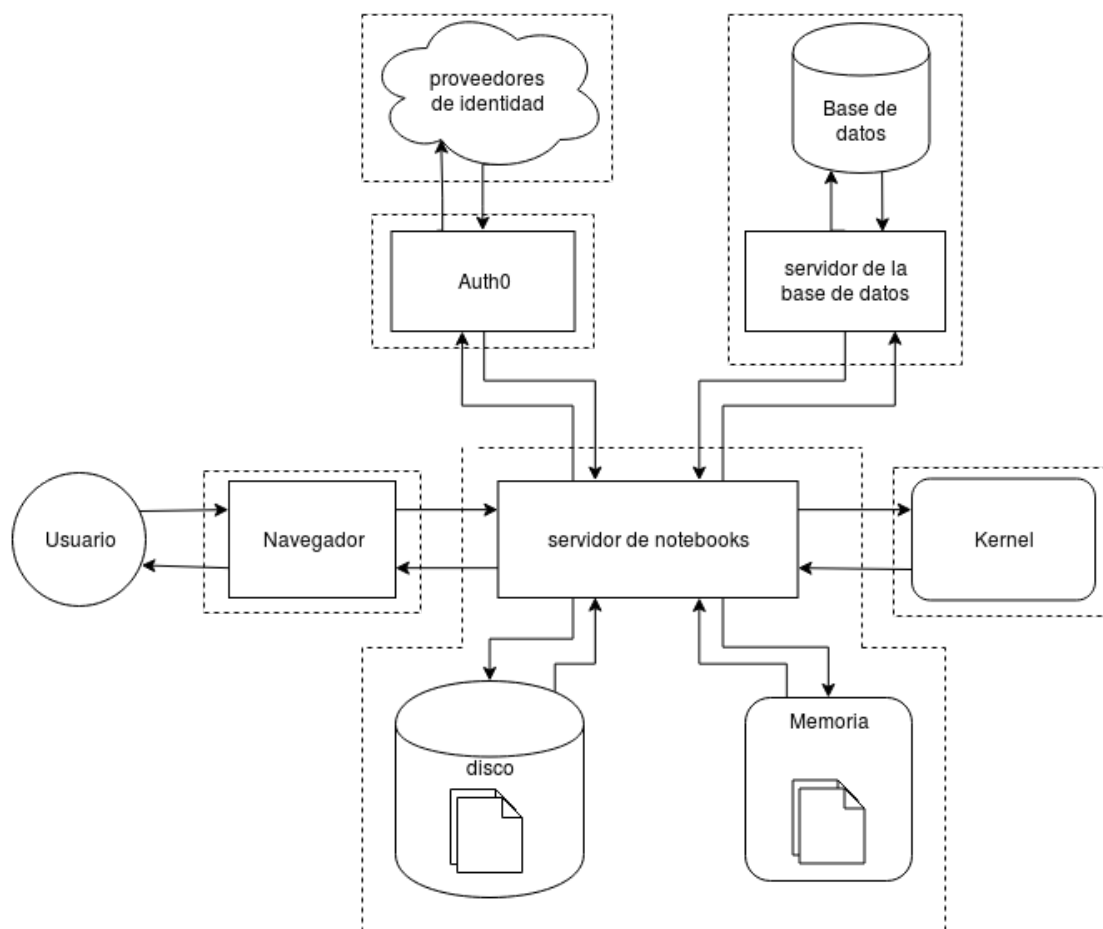 proveedores
de identidad
Base de
datos
Auth0
servidor de la
base de datos
Usuario
Navegador
servidor de notebooks
Kernel
disco
Memoria